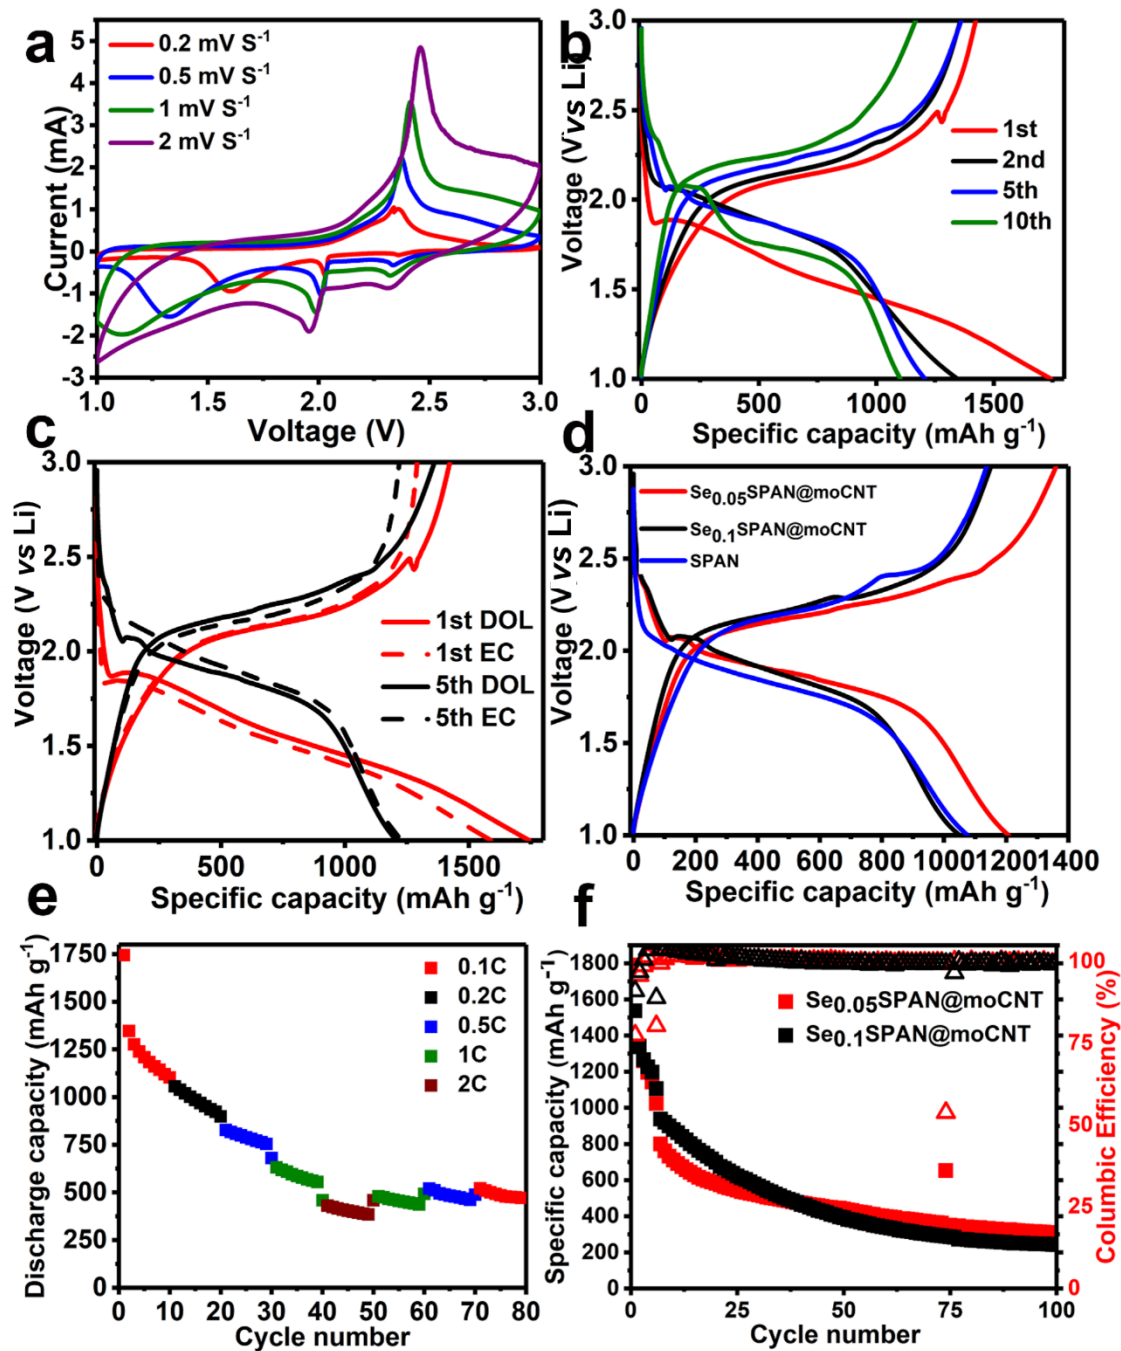 a
0.2 mV S⁻¹
0.5 mV S⁻¹
1 mV S⁻¹
2 mV S⁻¹
Current (mA)
5
4
3
2
1
0
-1
-2
-3
1.0 1.5 2.0 2.5 3.0
Voltage (V)
b
1st
2nd
5th
10th
Voltage (V vs Li)
3.0
2.5
2.0
1.5
1.0
0 500 1000 1500
Specific capacity (mAh g⁻¹)
c
1st DOL
1st EC
5th DOL
5th EC
Voltage (V vs Li)
3.0
2.5
2.0
1.5
1.0
0 500 1000 1500
Specific capacity (mAh g⁻¹)
d
Se0.05SPAN@moCNT
Se0.1SPAN@moCNT
SPAN
Voltage (V vs Li)
3.0
2.5
2.0
1.5
1.0
0 200 400 600 800 1000 1200 1400
Specific capacity (mAh g⁻¹)
e
0.1C
0.2C
0.5C
1C
2C
Discharge capacity (mAh g⁻¹)
1750
1500
1250
1000
750
500
250
0
0 10 20 30 40 50 60 70 80
Cycle number
f
Se0.05SPAN@moCNT
Se0.1SPAN@moCNT
Specific capacity (mAh g⁻¹)
1800
1600
1400
1200
1000
800
600
400
200
0
Columbic Efficiency (%)
100
75
50
25
0
0 25 50 75 100
Cycle number